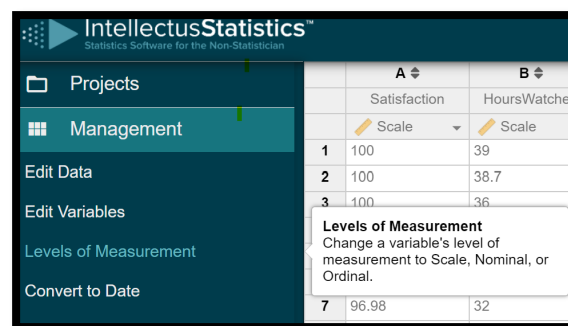 IntellectusStatistics™
Statistics Software for the Non-Statistician
Projects
Management
Edit Data
Edit Variables
Levels of Measurement
Convert to Date
A B
Satisfaction HoursWatche
Scale Scale
1 100 39
2 100 38.7
3 100 36
Levels of Measurement
Change a variable's level of
measurement to Scale, Nominal, or
Ordinal.
7 96.98 32